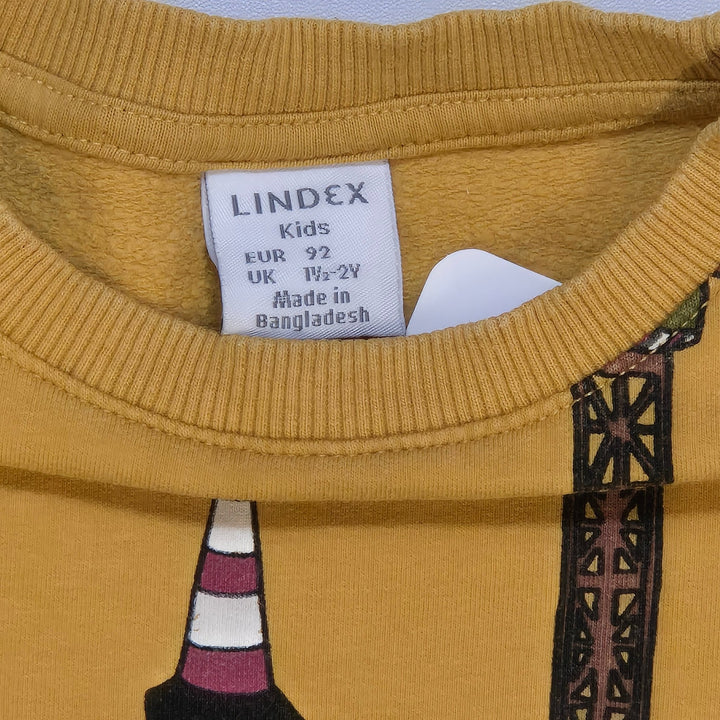 LINDEX
Kids
EUR 92
UK 1½-2Y
Made in
Bangladesh